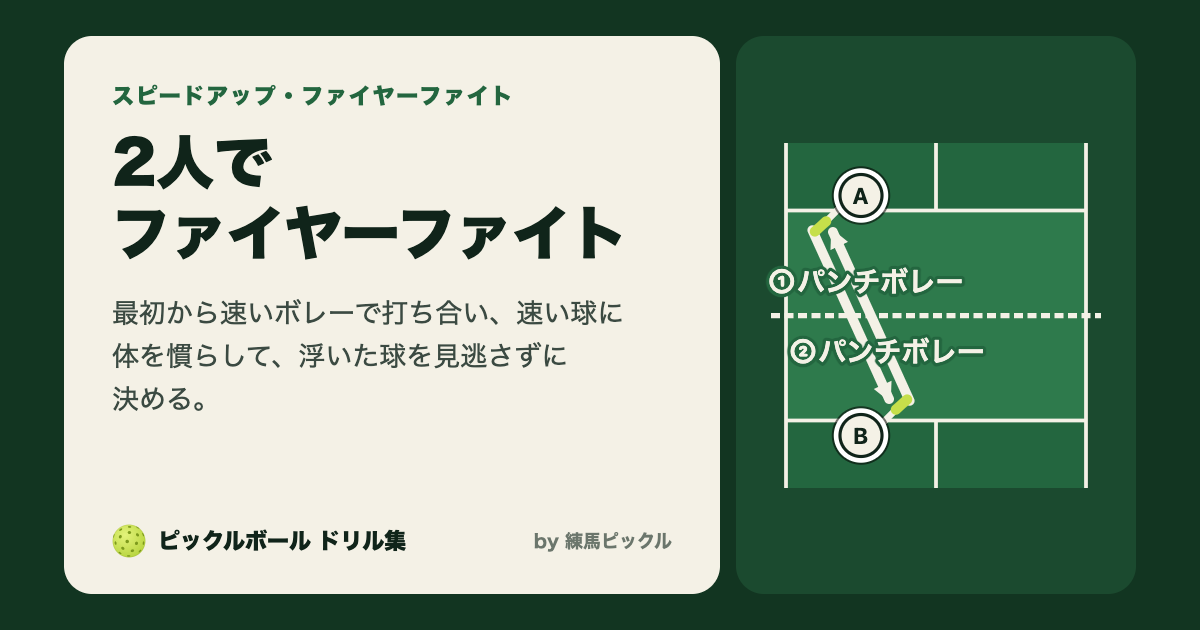 スピードアップ・ファイヤーファイト
2人で
ファイヤーファイト
最初から速いボレーで打ち合い、速い球に
体を慣らして、浮いた球を見逃さずに
決める。
ピックルボール ドリル集
by 練馬ピックル
A
①パンチボレー
②パンチボレー
B